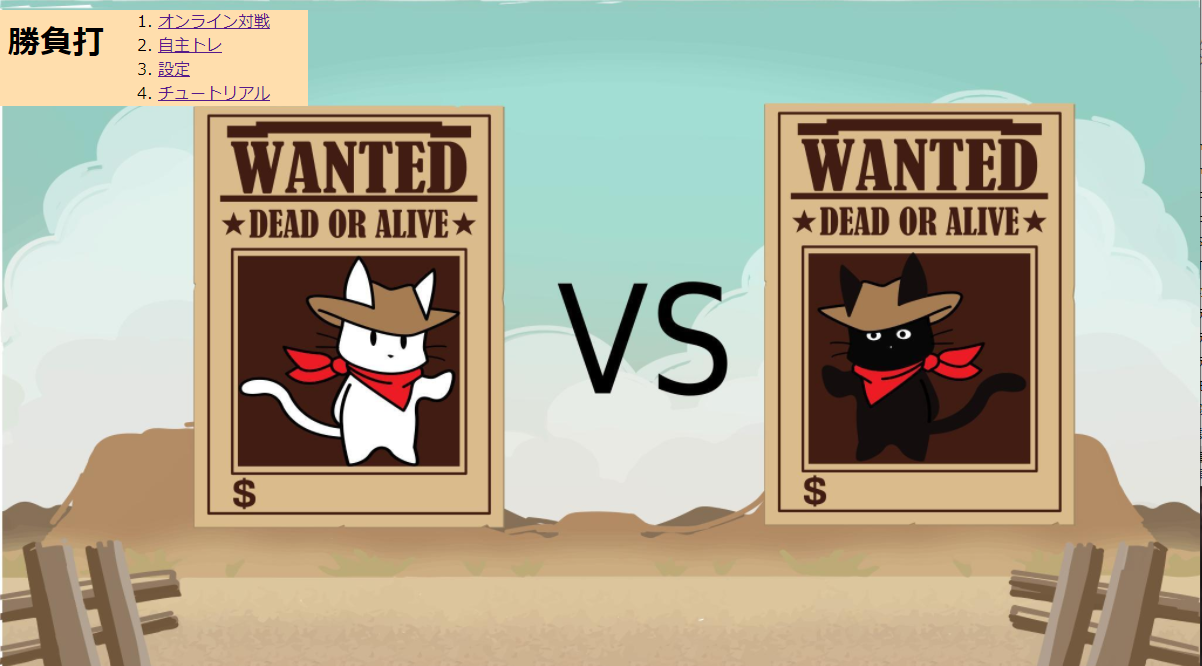 勝負打
1. オンライン対戦
2. 自主トレ
3. 設定
4. チュートリアル
WANTED
★DEAD OR ALIVE★
$
VS
WANTED
★DEAD OR ALIVE★
$